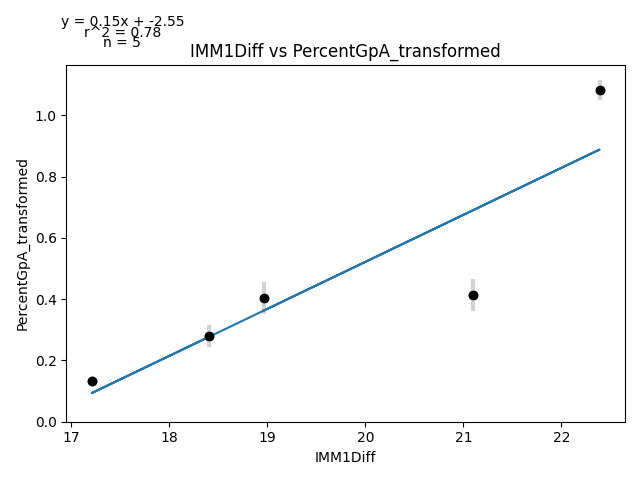 y = 0.15x + -2.55
r^2 = 0.78
n = 5
IMM1Diff vs PercentGpA_transformed
1.0
0.8
0.6
0.4
0.2
0.0
PercentGpA_transformed
17 18 19 20 21 22
IMM1Diff